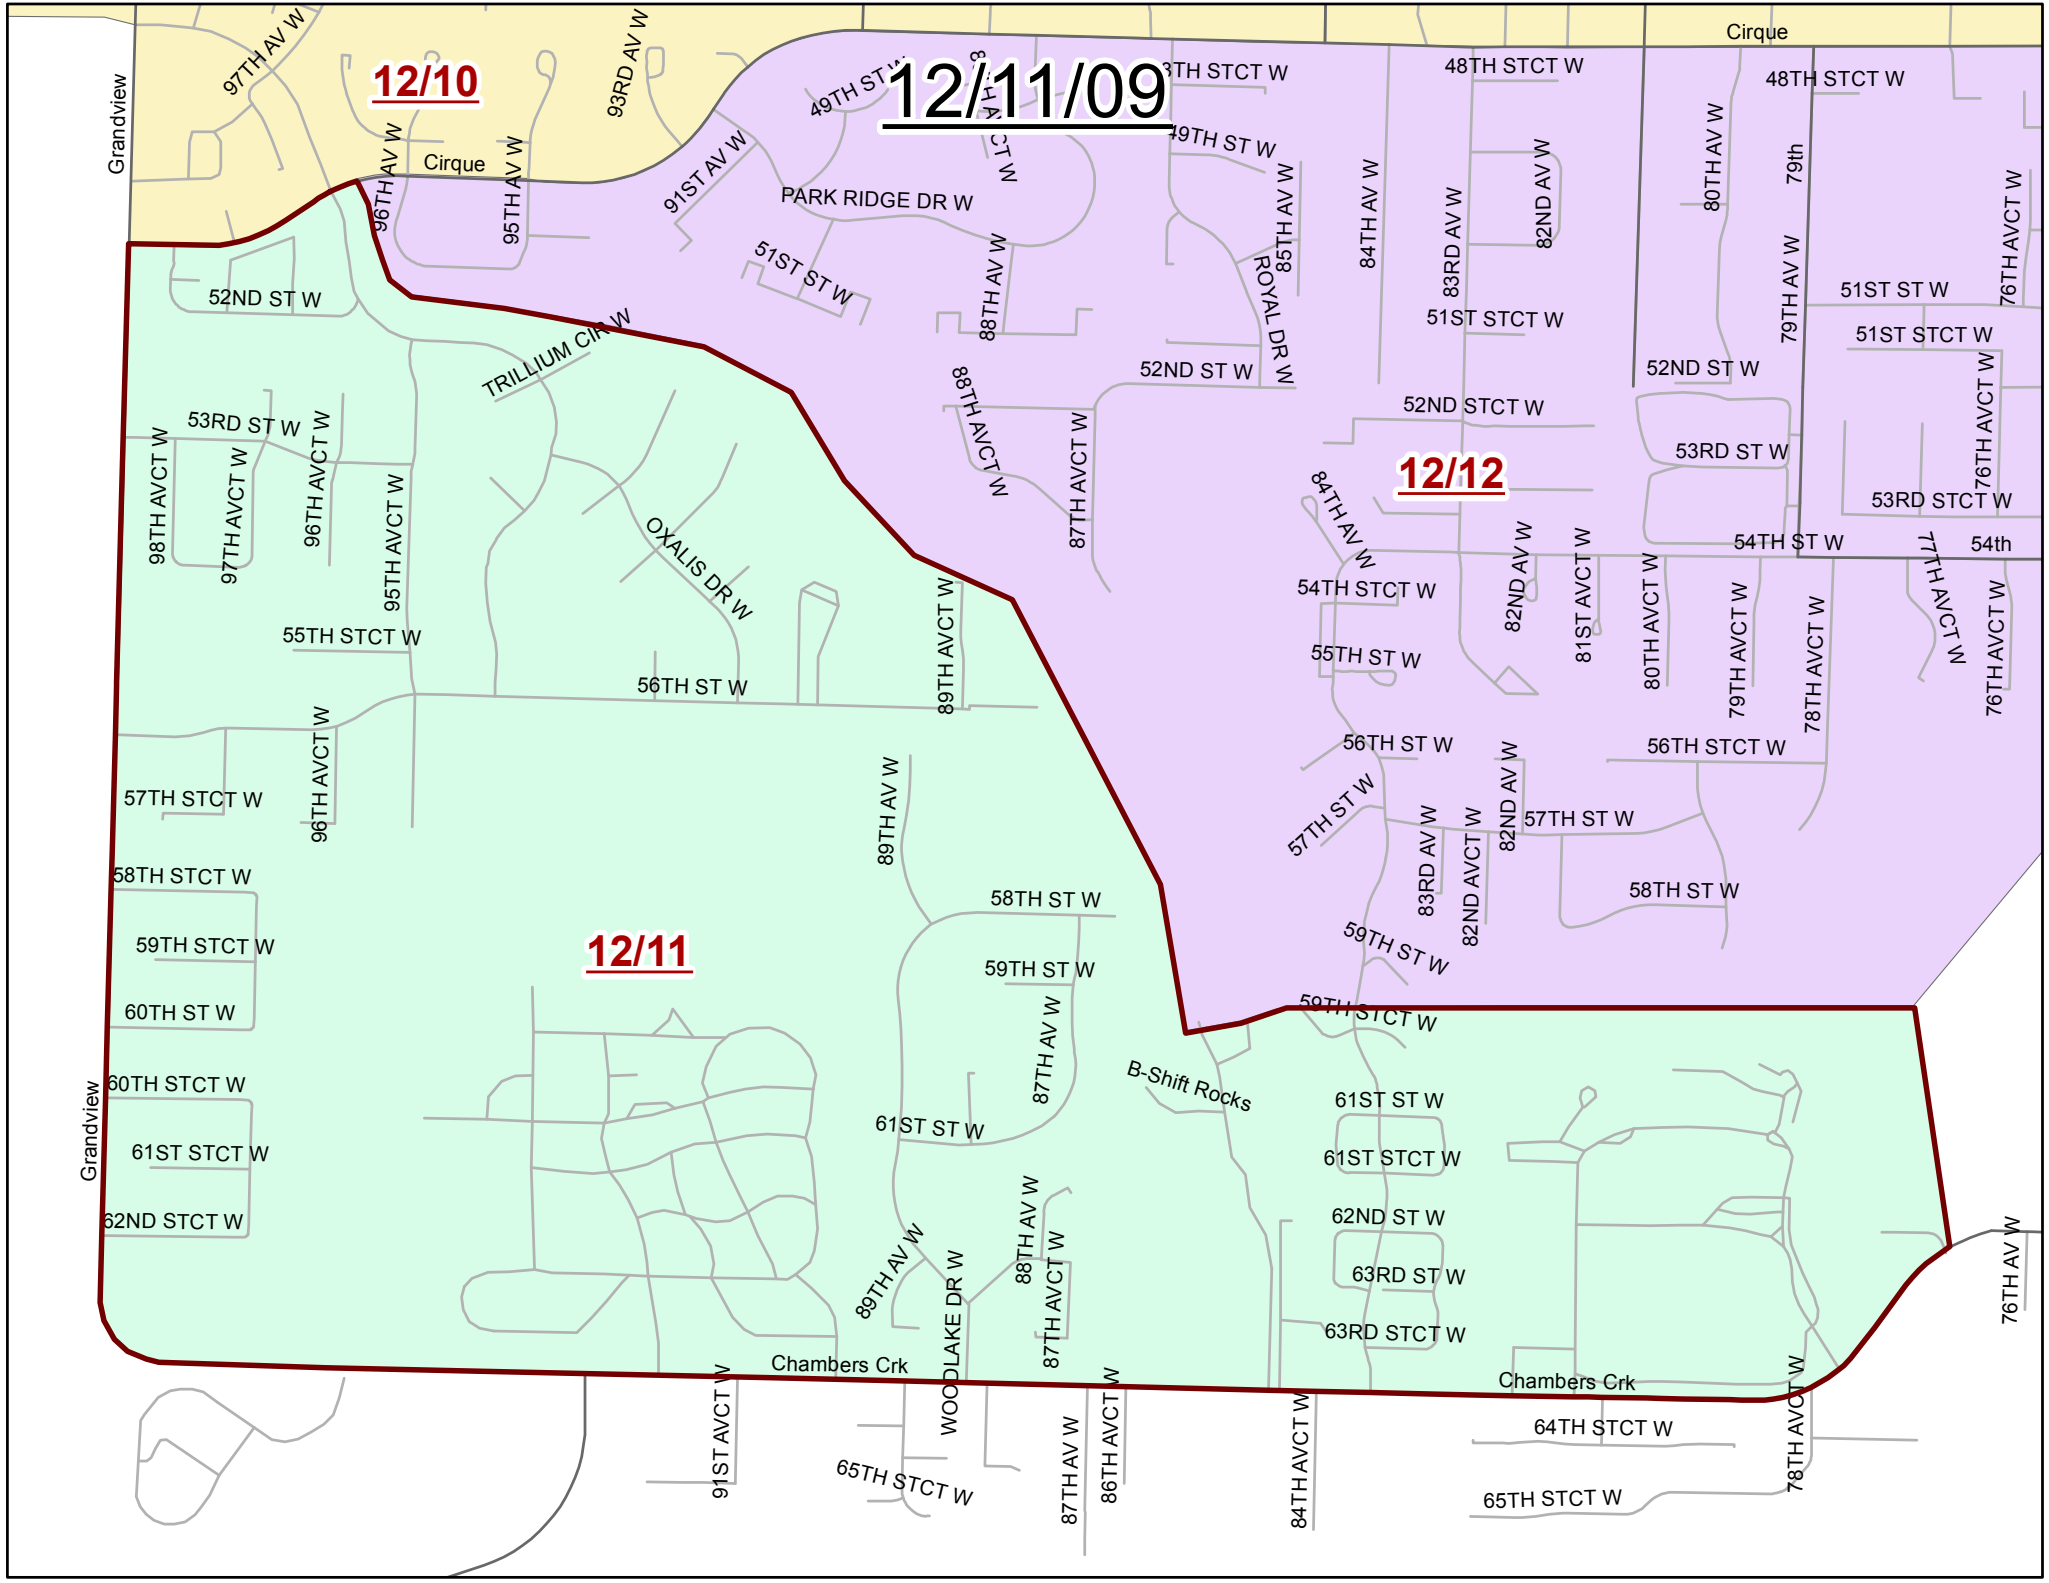 Cirque
97TH AV W
12/10
93RD AV W
49TH ST W
12/11/09
48TH STCT W
48TH STCT W
Grandview
96TH AV W
Cirque
95TH AV W
91ST AV W
49TH ST W
PARK RIDGE DR W
85TH AV W
84TH AV W
83RD AV W
82ND AV W
80TH AV W
79th
79TH AV W
76TH AVCT W
51ST ST W
88TH AV W
ROYAL DR W
51ST STCT W
51ST ST W
51ST STCT W
52ND ST W
TRILLIUM CIR W
52ND ST W
52ND ST W
88TH AVCT W
87TH AVCT W
52ND STCT W
53RD ST W
76TH AVCT W
53RD STCT W
53RD ST W
98TH AVCT W
97TH AVCT W
96TH AVCT W
95TH AVCT W
12/12
84TH AV W
54TH ST W
54th
OXALIS DR W
89TH AVCT W
54TH STCT W
82ND AV W
81ST AVCT W
80TH AVCT W
79TH AVCT W
78TH AVCT W
77TH AVCT W
76TH AVCT W
55TH STCT W
55TH ST W
56TH ST W
96TH AVCT W
56TH ST W
82ND AV W
56TH STCT W
57TH STCT W
89TH AV W
57TH ST W
57TH ST W
83RD AV W
82ND AVCT W
58TH STCT W
58TH ST W
58TH ST W
59TH STCT W
12/11
59TH ST W
59TH ST W
60TH ST W
87TH AV W
59TH STCT W
Grandview
60TH STCT W
B-Shift Rocks
61ST ST W
61ST ST W
61ST STCT W
61ST STCT W
62ND STCT W
89TH AV W
WOODLAKE DR W
88TH AV W
87TH AVCT W
62ND ST W
63RD ST W
63RD STCT W
76TH AV W
Chambers Crk
Chambers Crk
91ST AVCT W
65TH STCT W
87TH AV W
86TH AVCT W
84TH AVCT W
64TH STCT W
78TH AVCT W
65TH STCT W